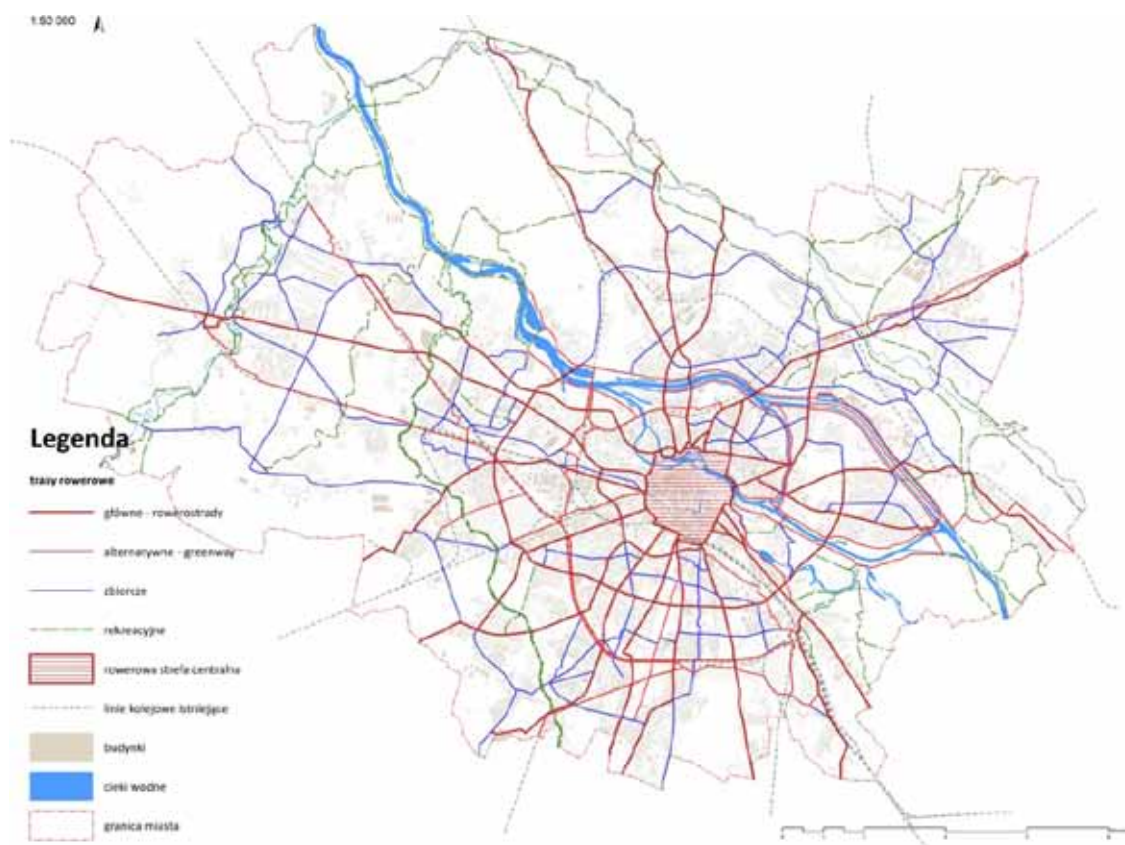 1:50 000
Legenda
trasy rowerowe
główne - rowerostrady
alternatywne - greenway
zbiorcze
rekreacyjne
rowerowa strefa centralna
linie kolejowe istniejące
budynki
cieki wodne
granica miasta